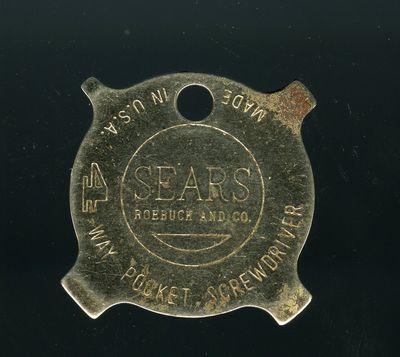 SEARS
ROEBUCK AND CO.
4 WAY POCKET SCREWDRIVER
MADE IN U.S.A.